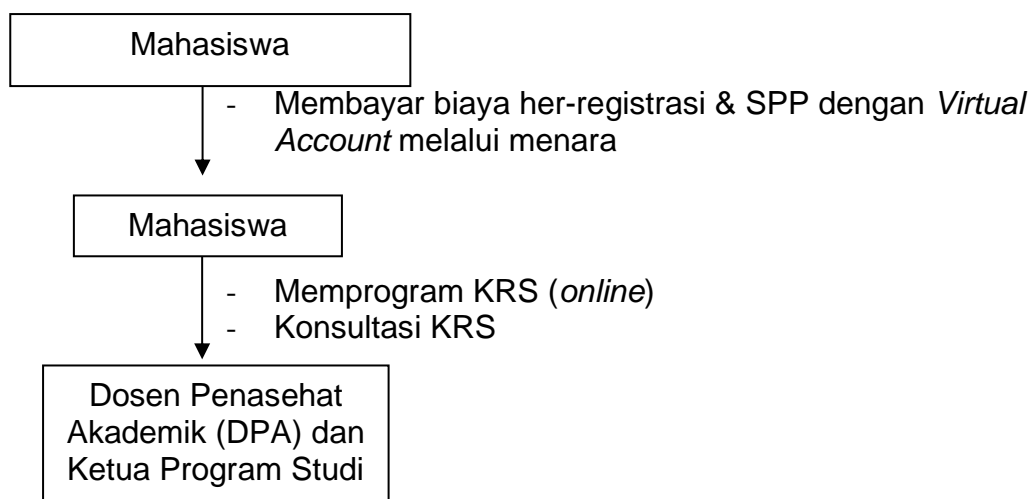 Mahasiswa
- Membayar biaya her-registrasi & SPP dengan Virtual
Account melalui menara
Mahasiswa
- Memprogram KRS (online)
- Konsultasi KRS
Dosen Penasehat
Akademik (DPA) dan
Ketua Program Studi